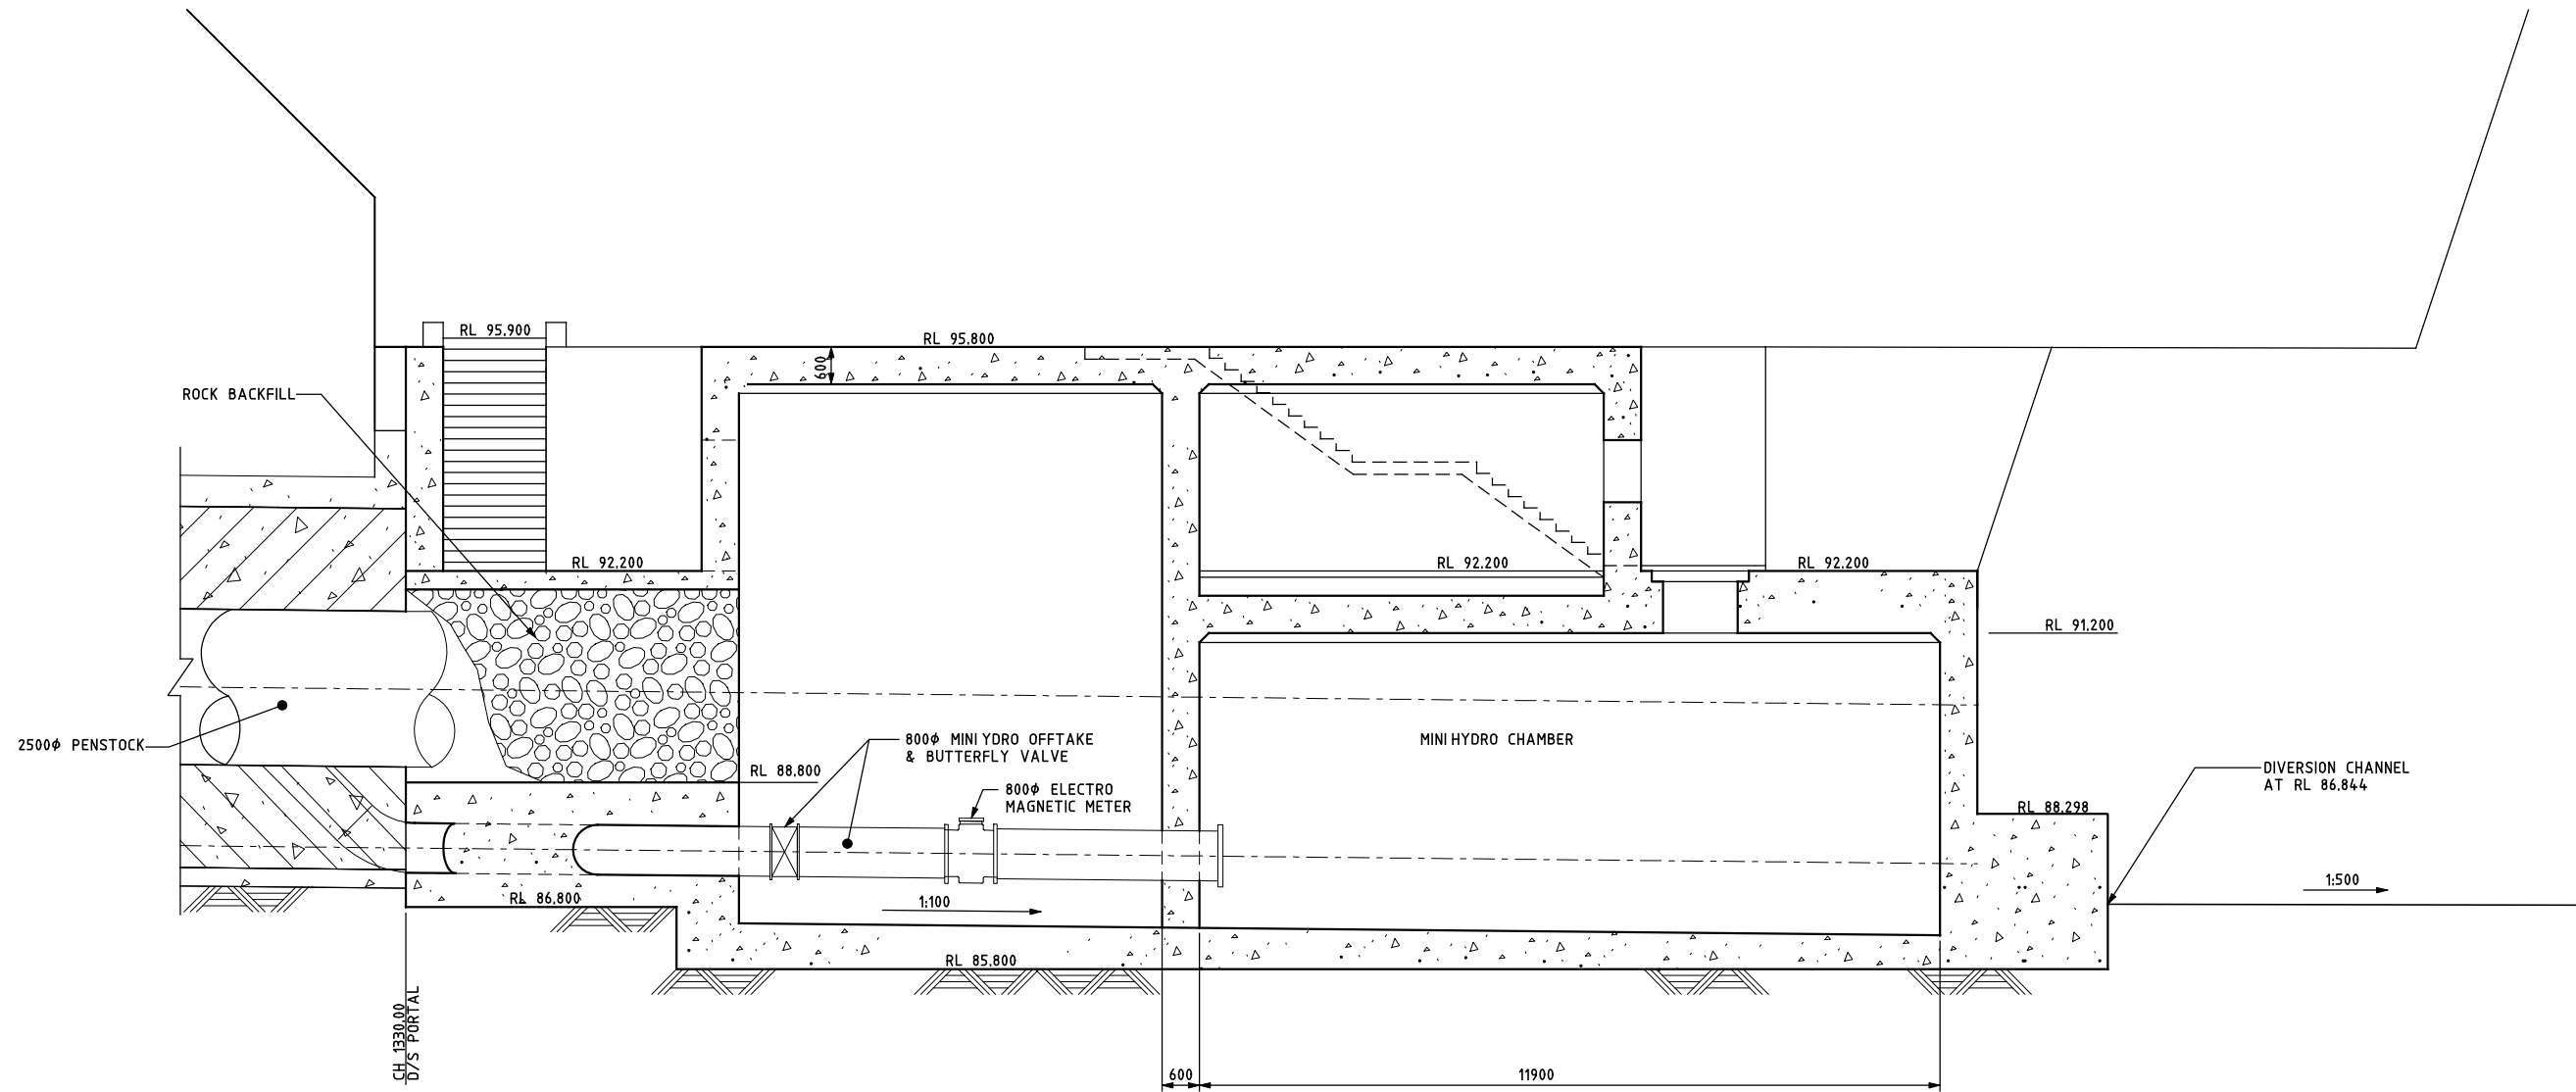 RL 95,900
RL 95,800
600
ROCK BACKFILL
RL 92,200
RL 92,200
RL 92,200
RL 91,200
2500ϕ PENSTOCK
800ϕ MINI YDRO OFFTAKE
& BUTTERFLY VALVE
MINI HYDRO CHAMBER
RL 88,800
800ϕ ELECTRO
MAGNETIC METER
DIVERSION CHANNEL
AT RL 86,844
RL 88,298
1:500
RL 86,800
1:100
RL 85,800
CH 1330,00
D/S PORTAL
600
11900